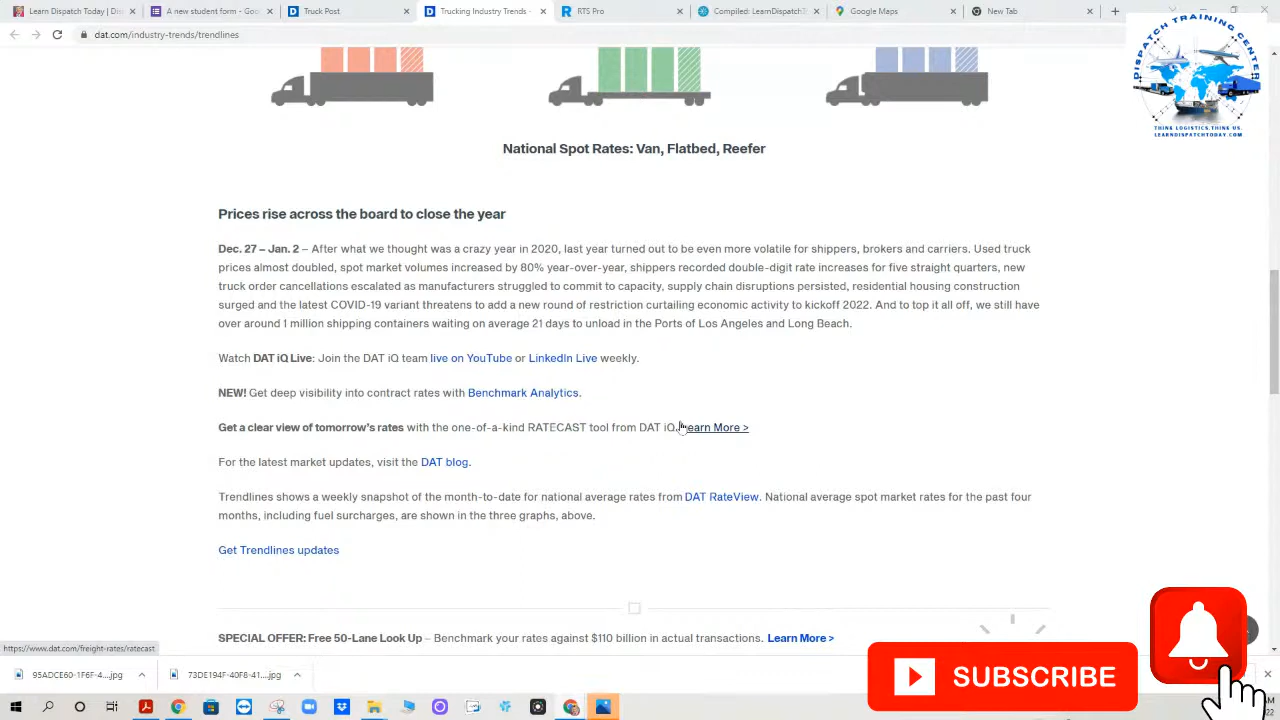 Learn Dispatch Today | Disp
A new student form - Goo
Truck Post
Trucking Industry Trends -
RTS Pro
Compiled: LearnDispatchTo
Google Maps
New Tab
dat.com/industry-trends/trendlines
DISPATCH TRAINING CENTER
THINK LOGISTICS.THINK US.
LEARNDISPATCHTODAY.COM
National Spot Rates: Van, Flatbed, Reefer
Prices rise across the board to close the year
Dec. 27 – Jan. 2 – After what we thought was a crazy year in 2020, last year turned out to be even more volatile for shippers, brokers and carriers. Used truck
prices almost doubled, spot market volumes increased by 80% year-over-year, shippers recorded double-digit rate increases for five straight quarters, new
truck order cancellations escalated as manufacturers struggled to commit to capacity, supply chain disruptions persisted, residential housing construction
surged and the latest COVID-19 variant threatens to add a new round of restriction curtailing economic activity to kickoff 2022. And to top it all off, we still have
over around 1 million shipping containers waiting on average 21 days to unload in the Ports of Los Angeles and Long Beach.
Watch DAT iQ Live: Join the DAT iQ team live on YouTube or LinkedIn Live weekly.
NEW! Get deep visibility into contract rates with Benchmark Analytics.
Get a clear view of tomorrow's rates with the one-of-a-kind RATECAST tool from DAT iQ. Learn More >
For the latest market updates, visit the DAT blog.
Trendlines shows a weekly snapshot of the month-to-date for national average rates from DAT RateView. National average spot market rates for the past four
months, including fuel surcharges, are shown in the three graphs, above.
Get Trendlines updates
SPECIAL OFFER: Free 50-Lane Look Up – Benchmark your rates against $110 billion in actual transactions. Learn More >
https://www.dat.com/freight-rates/ratecast
95ADCE60-1F6F-4....jpg
73DE194F-40F8-41....jpg
SUBSCRIBE